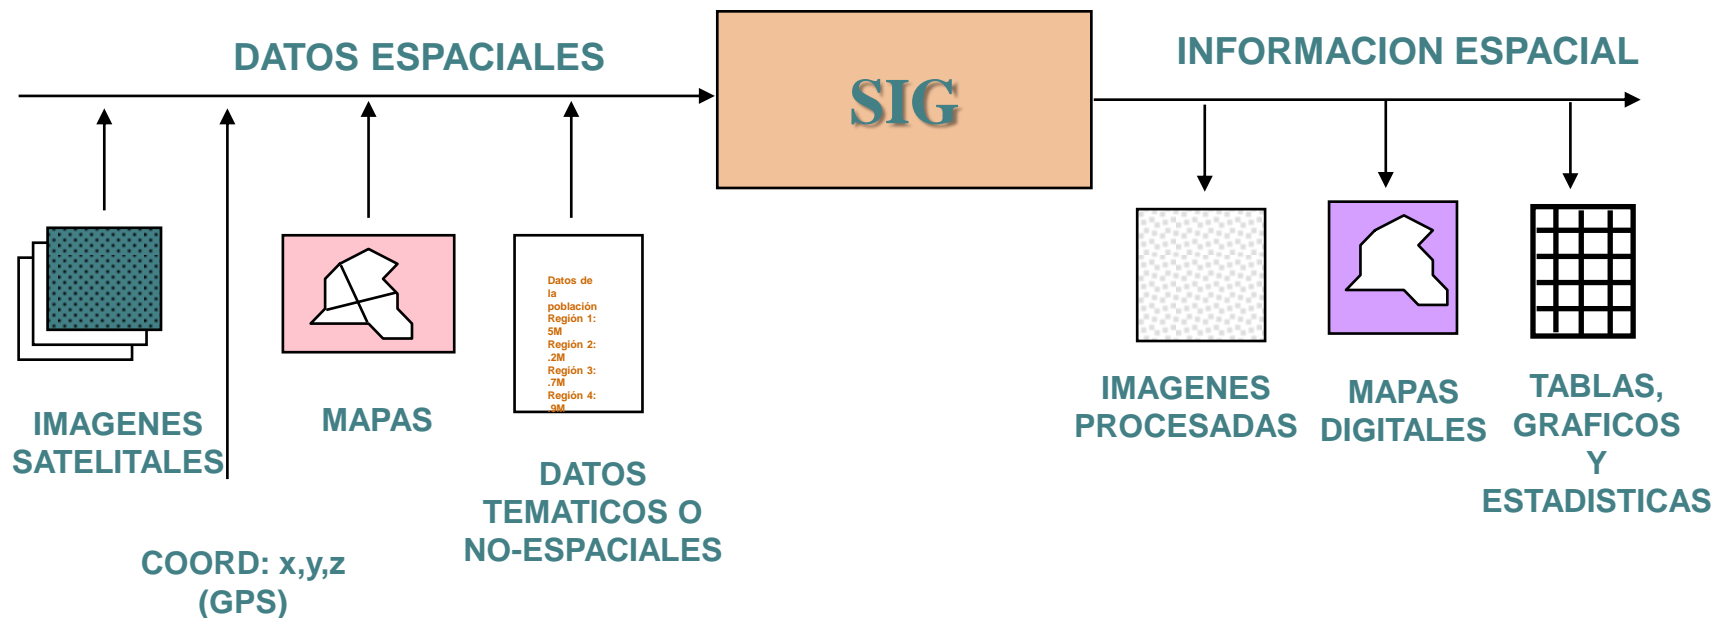 DATOS ESPACIALES
SIG
INFORMACION ESPACIAL
IMAGENES
SATELITALES
COORD: x,y,z
(GPS)
MAPAS
Datos de
la
población
Región 1:
5M
Región 2:
.2M
Región 3:
.7M
Región 4:
.9M
DATOS
TEMATICOS O
NO-ESPACIALES
IMAGENES
PROCESADAS
MAPAS
DIGITALES
TABLAS,
GRAFICOS
Y
ESTADISTICAS